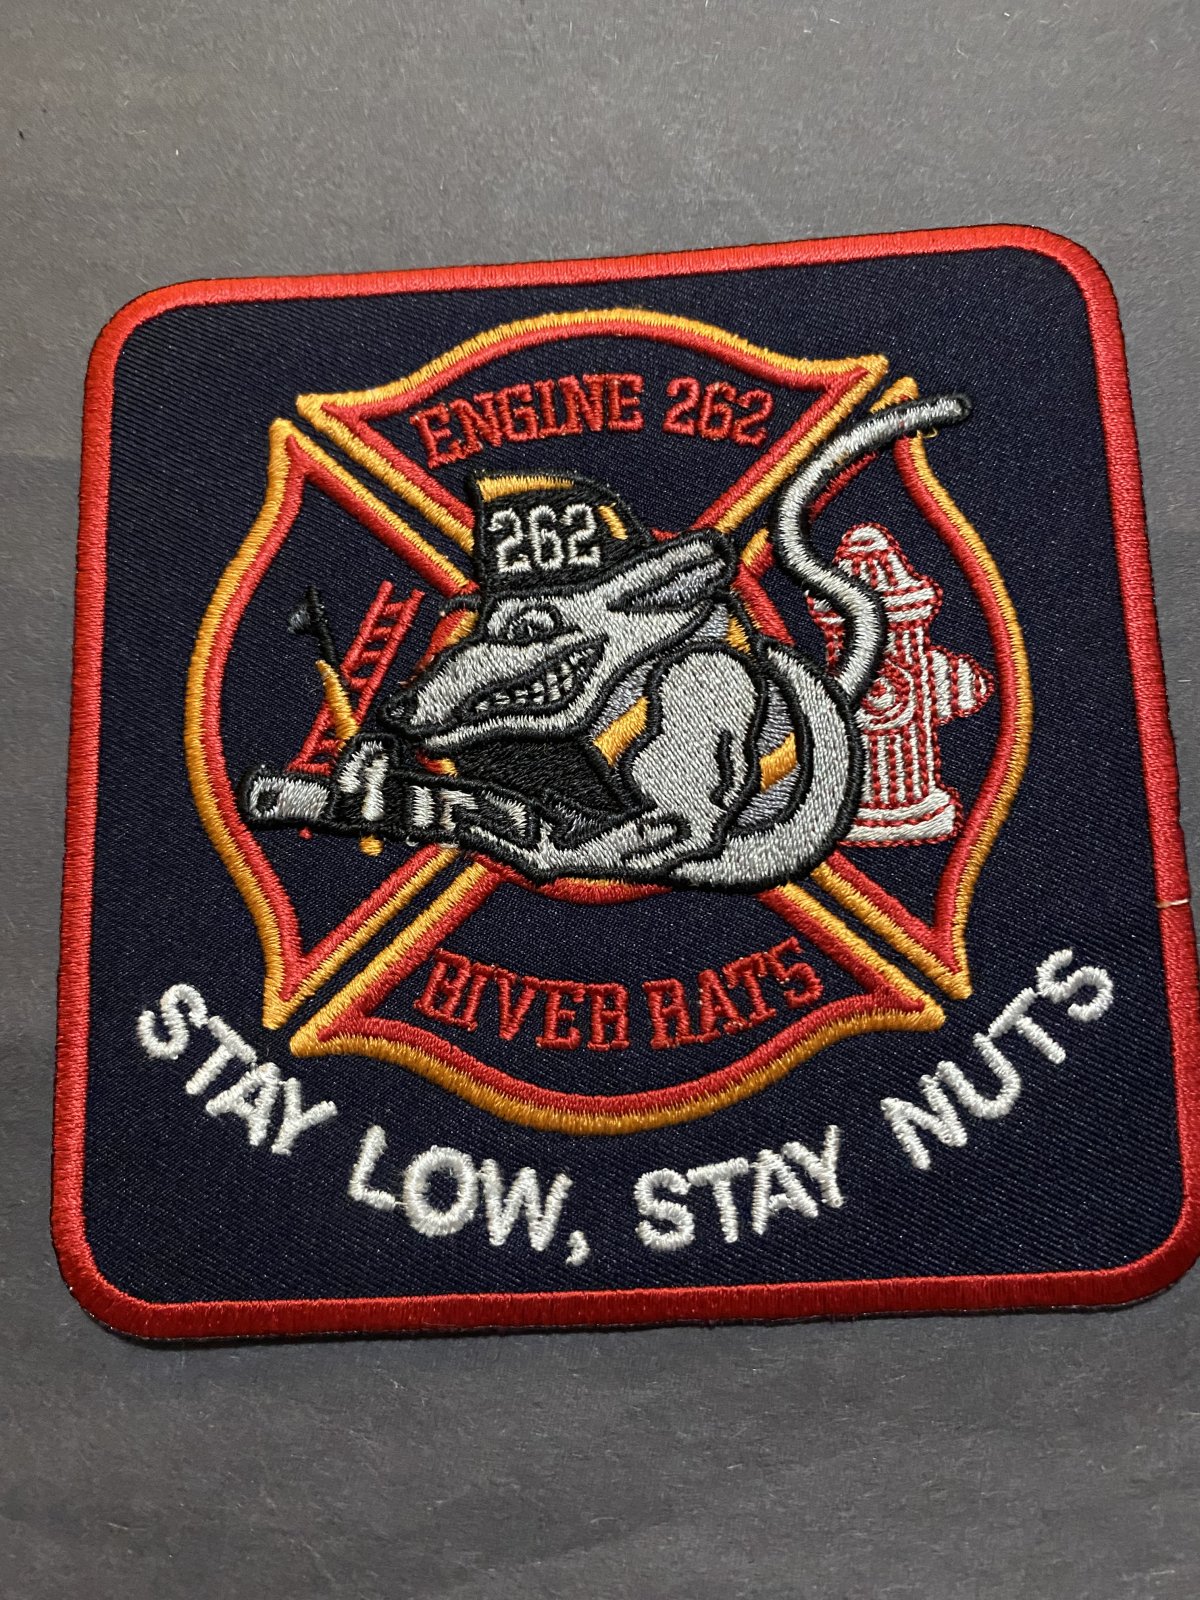 ENGINE 262
262
RIVER RATS
STAY LOW, STAY NUTS